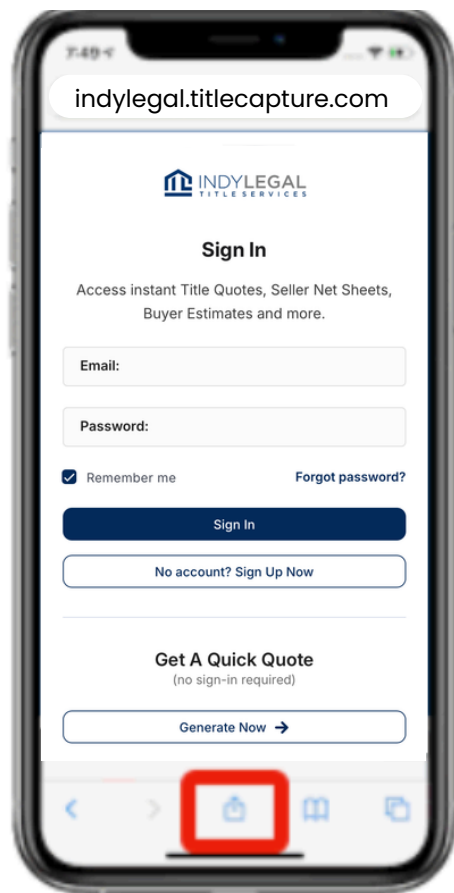 7:49
indylegal.titlecapture.com
INDYLEGAL
TITLE SERVICES
Sign In
Access instant Title Quotes, Seller Net Sheets,
Buyer Estimates and more.
Email:
Password:
Remember me Forgot password?
Sign In
No account? Sign Up Now
Get A Quick Quote
(no sign-in required)
Generate Now →